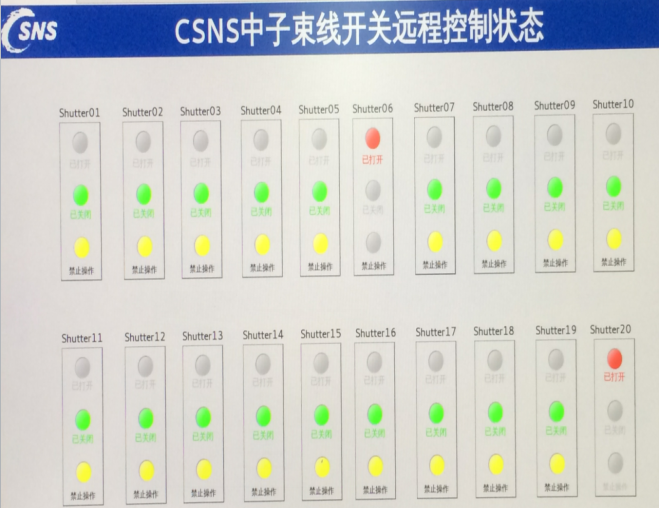 CSNS
CSNS中子束线开关远程控制状态
Shutter01 Shutter02 Shutter03 Shutter04 Shutter05 Shutter06 Shutter07 Shutter08 Shutter09 Shutter10
已打开 已打开 已打开 已打开 已打开 已打开 已打开 已打开 已打开 已打开
已关闭 已关闭 已关闭 已关闭 已关闭 已关闭 已关闭 已关闭 已关闭 已关闭
禁止操作 禁止操作 禁止操作 禁止操作 禁止操作 禁止操作 禁止操作 禁止操作 禁止操作
Shutter11 Shutter12 Shutter13 Shutter14 Shutter15 Shutter16 Shutter17 Shutter18 Shutter19 Shutter20
已打开 已打开 已打开 已打开 已打开 已打开 已打开 已打开 已打开 已打开
已关闭 已关闭 已关闭 已关闭 已关闭 已关闭 已关闭 已关闭 已关闭 已关闭
禁止操作 禁止操作 禁止操作 禁止操作 禁止操作 禁止操作 禁止操作 禁止操作 禁止操作 禁止操作